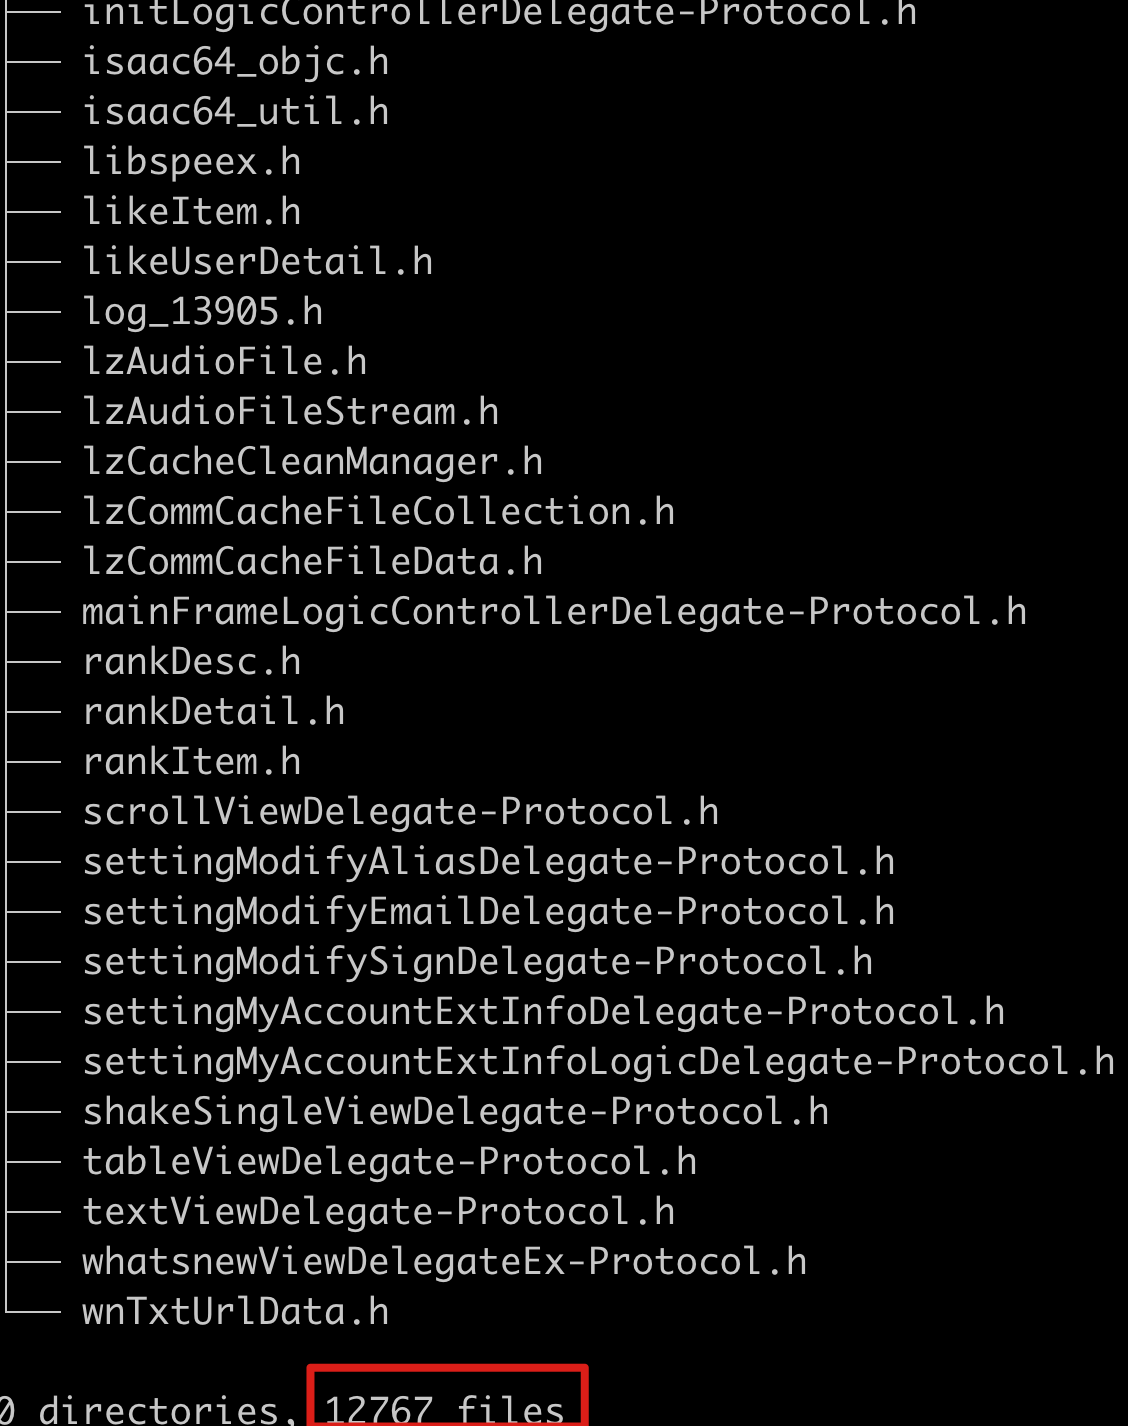 ├── initLogicControllerDelegate-Protocol.h
├── isaac64_objc.h
├── isaac64_util.h
├── libspeex.h
├── likeItem.h
├── likeUserDetail.h
├── log_13905.h
├── lzAudioFile.h
├── lzAudioFileStream.h
├── lzCacheCleanManager.h
├── lzCommCacheFileCollection.h
├── lzCommCacheFileData.h
├── mainFrameLogicControllerDelegate-Protocol.h
├── rankDesc.h
├── rankDetail.h
├── rankItem.h
├── scrollViewDelegate-Protocol.h
├── settingModifyAliasDelegate-Protocol.h
├── settingModifyEmailDelegate-Protocol.h
├── settingModifySignDelegate-Protocol.h
├── settingMyAccountExtInfoDelegate-Protocol.h
├── settingMyAccountExtInfoLogicDelegate-Protocol.h
├── shakeSingleViewDelegate-Protocol.h
├── tableViewDelegate-Protocol.h
├── textViewDelegate-Protocol.h
├── whatsnewViewDelegateEx-Protocol.h
└── wnTxtUrlData.h
0 directories, 12767 files